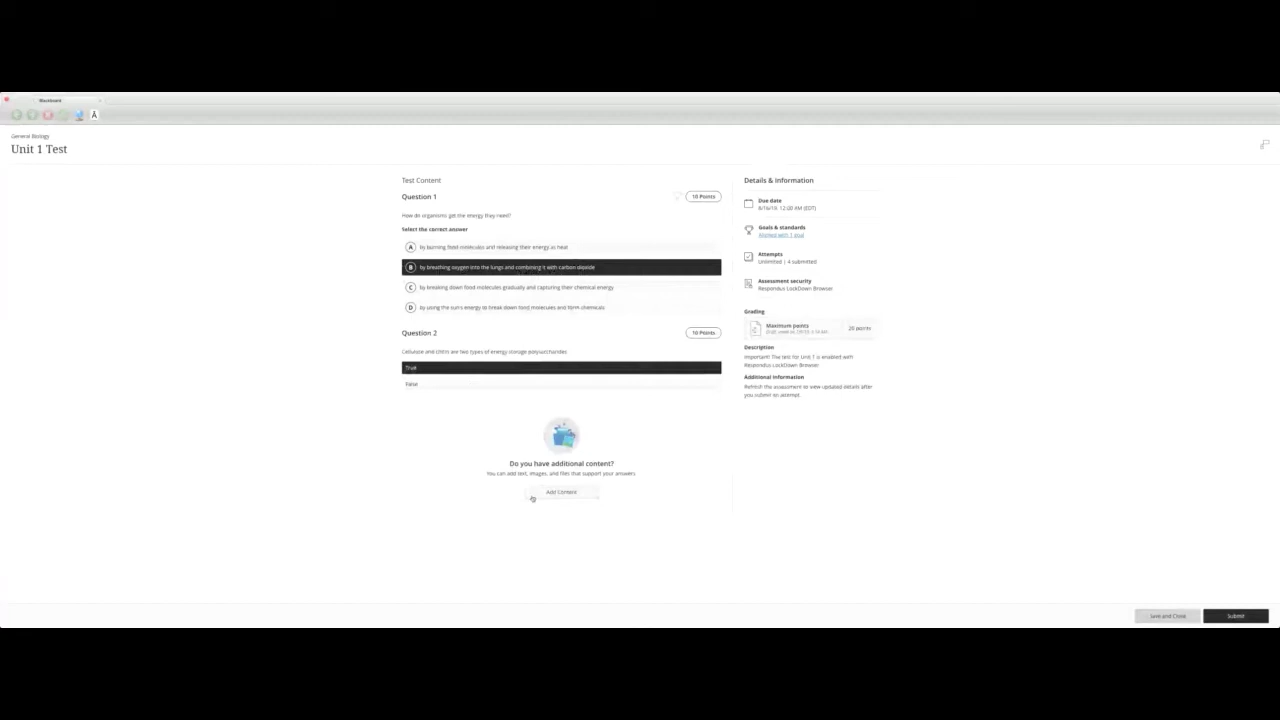 Blackboard
General Biology
Unit 1 Test
Test Content
Question 1
10 Points
How do organisms get the energy they need?
Select the correct answer
A by burning food molecules and releasing their energy as heat
B by breathing oxygen into the lungs and combining it with carbon dioxide
C by breaking down food molecules gradually and capturing their chemical energy
D by using the sun's energy to break down food molecules and form chemicals
Question 2
10 Points
Cellulose and chitin are two types of energy storage polysaccharides
True
False
Do you have additional content?
You can add text, images, and files that support your answers
Add Content
Details & Information
Due date
8/16/19, 12:00 AM (EDT)
Goals & standards
Aligned with 1 goal
Attempts
Unlimited | 4 submitted
Assessment security
Respondus LockDown Browser
Grading
Maximum points
20 points
Description
Important! The test for Unit 1 is enabled with
Respondus LockDown Browser
Additional Information
Refresh the assessment to view updated details after
you submit an attempt.
Save and Close
Submit